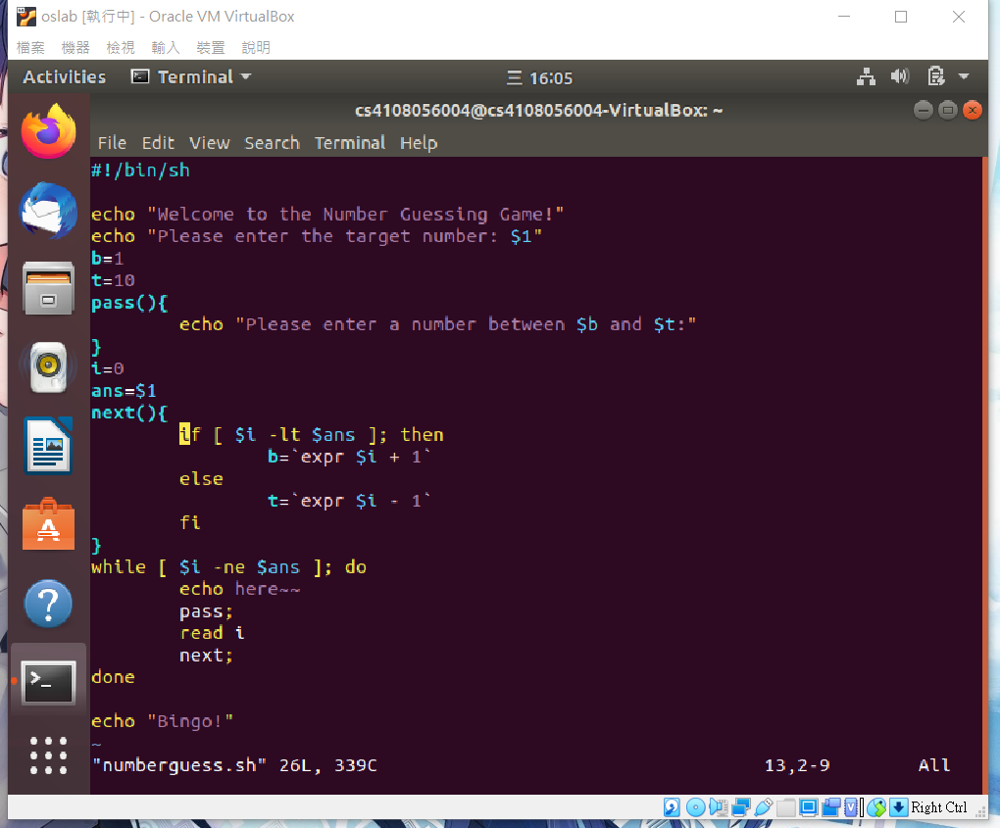 oslab [執行中] - Oracle VM VirtualBox
檔案 機器 檢視 輸入 裝置 說明
Activities Terminal 三 16:05
cs4108056004@cs4108056004-VirtualBox: ~
File Edit View Search Terminal Help
#!/bin/sh
echo "Welcome to the Number Guessing Game!"
echo "Please enter the target number: $1"
b=1
t=10
pass(){
echo "Please enter a number between $b and $t:"
}
i=0
ans=$1
next(){
if [ $i -lt $ans ]; then
b=`expr $i + 1`
else
t=`expr $i - 1`
fi
}
while [ $i -ne $ans ]; do
echo here~~
pass;
read i
next;
done
echo "Bingo!"
~
"numberguess.sh" 26L, 339C 13,2-9 All
Right Ctrl